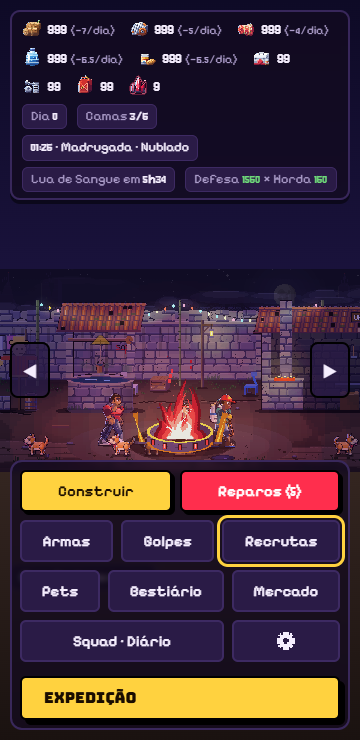 999 (-7/dia) 999 (-5/dia) 999 (-4/dia)
999 (-6.5/dia) 999 (-6.5/dia) 99
99 99 9
Dia 0 Camas 3/6
01:26 · Madrugada · Nublado
Lua de Sangue em 5h34 Defesa 1560 × Horda 160
Construir Reparos (5)
Armas Golpes Recrutas
Pets Bestiário Mercado
Squad · Diário
EXPEDIÇÃO